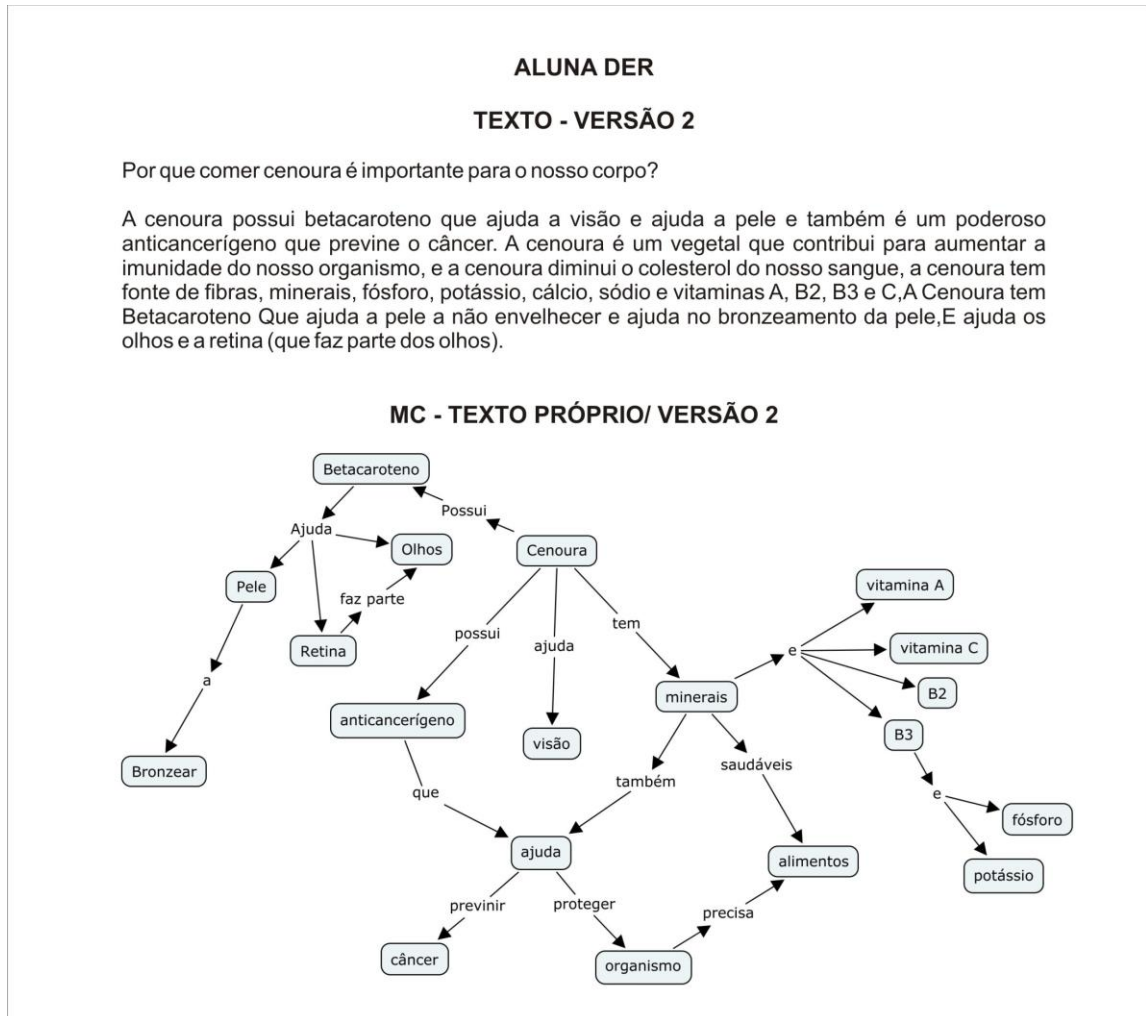 ALUNA DER
TEXTO - VERSÃO 2
Por que comer cenoura é importante para o nosso corpo?
A cenoura possui betacaroteno que ajuda a visão e ajuda a pele e também é um poderoso
anticancerígeno que previne o câncer. A cenoura é um vegetal que contribui para aumentar a
imunidade do nosso organismo, e a cenoura diminui o colesterol do nosso sangue, a cenoura tem
fonte de fibras, minerais, fósforo, potássio, cálcio, sódio e vitaminas A, B2, B3 e C,A Cenoura tem
Betacaroteno Que ajuda a pele a não envelhecer e ajuda no bronzeamento da pele,E ajuda os
olhos e a retina (que faz parte dos olhos).
MC - TEXTO PRÓPRIO/ VERSÃO 2
Betacaroteno
Possui
Ajuda
Olhos
Cenoura
Pele
faz parte
vitamina A
Retina
possui
ajuda
tem
e
vitamina C
a
minerais
B2
anticancerígeno
visão
B3
Bronzear
que
também
saudáveis
e
fósforo
ajuda
alimentos
potássio
previnir
proteger
precisa
câncer
organismo